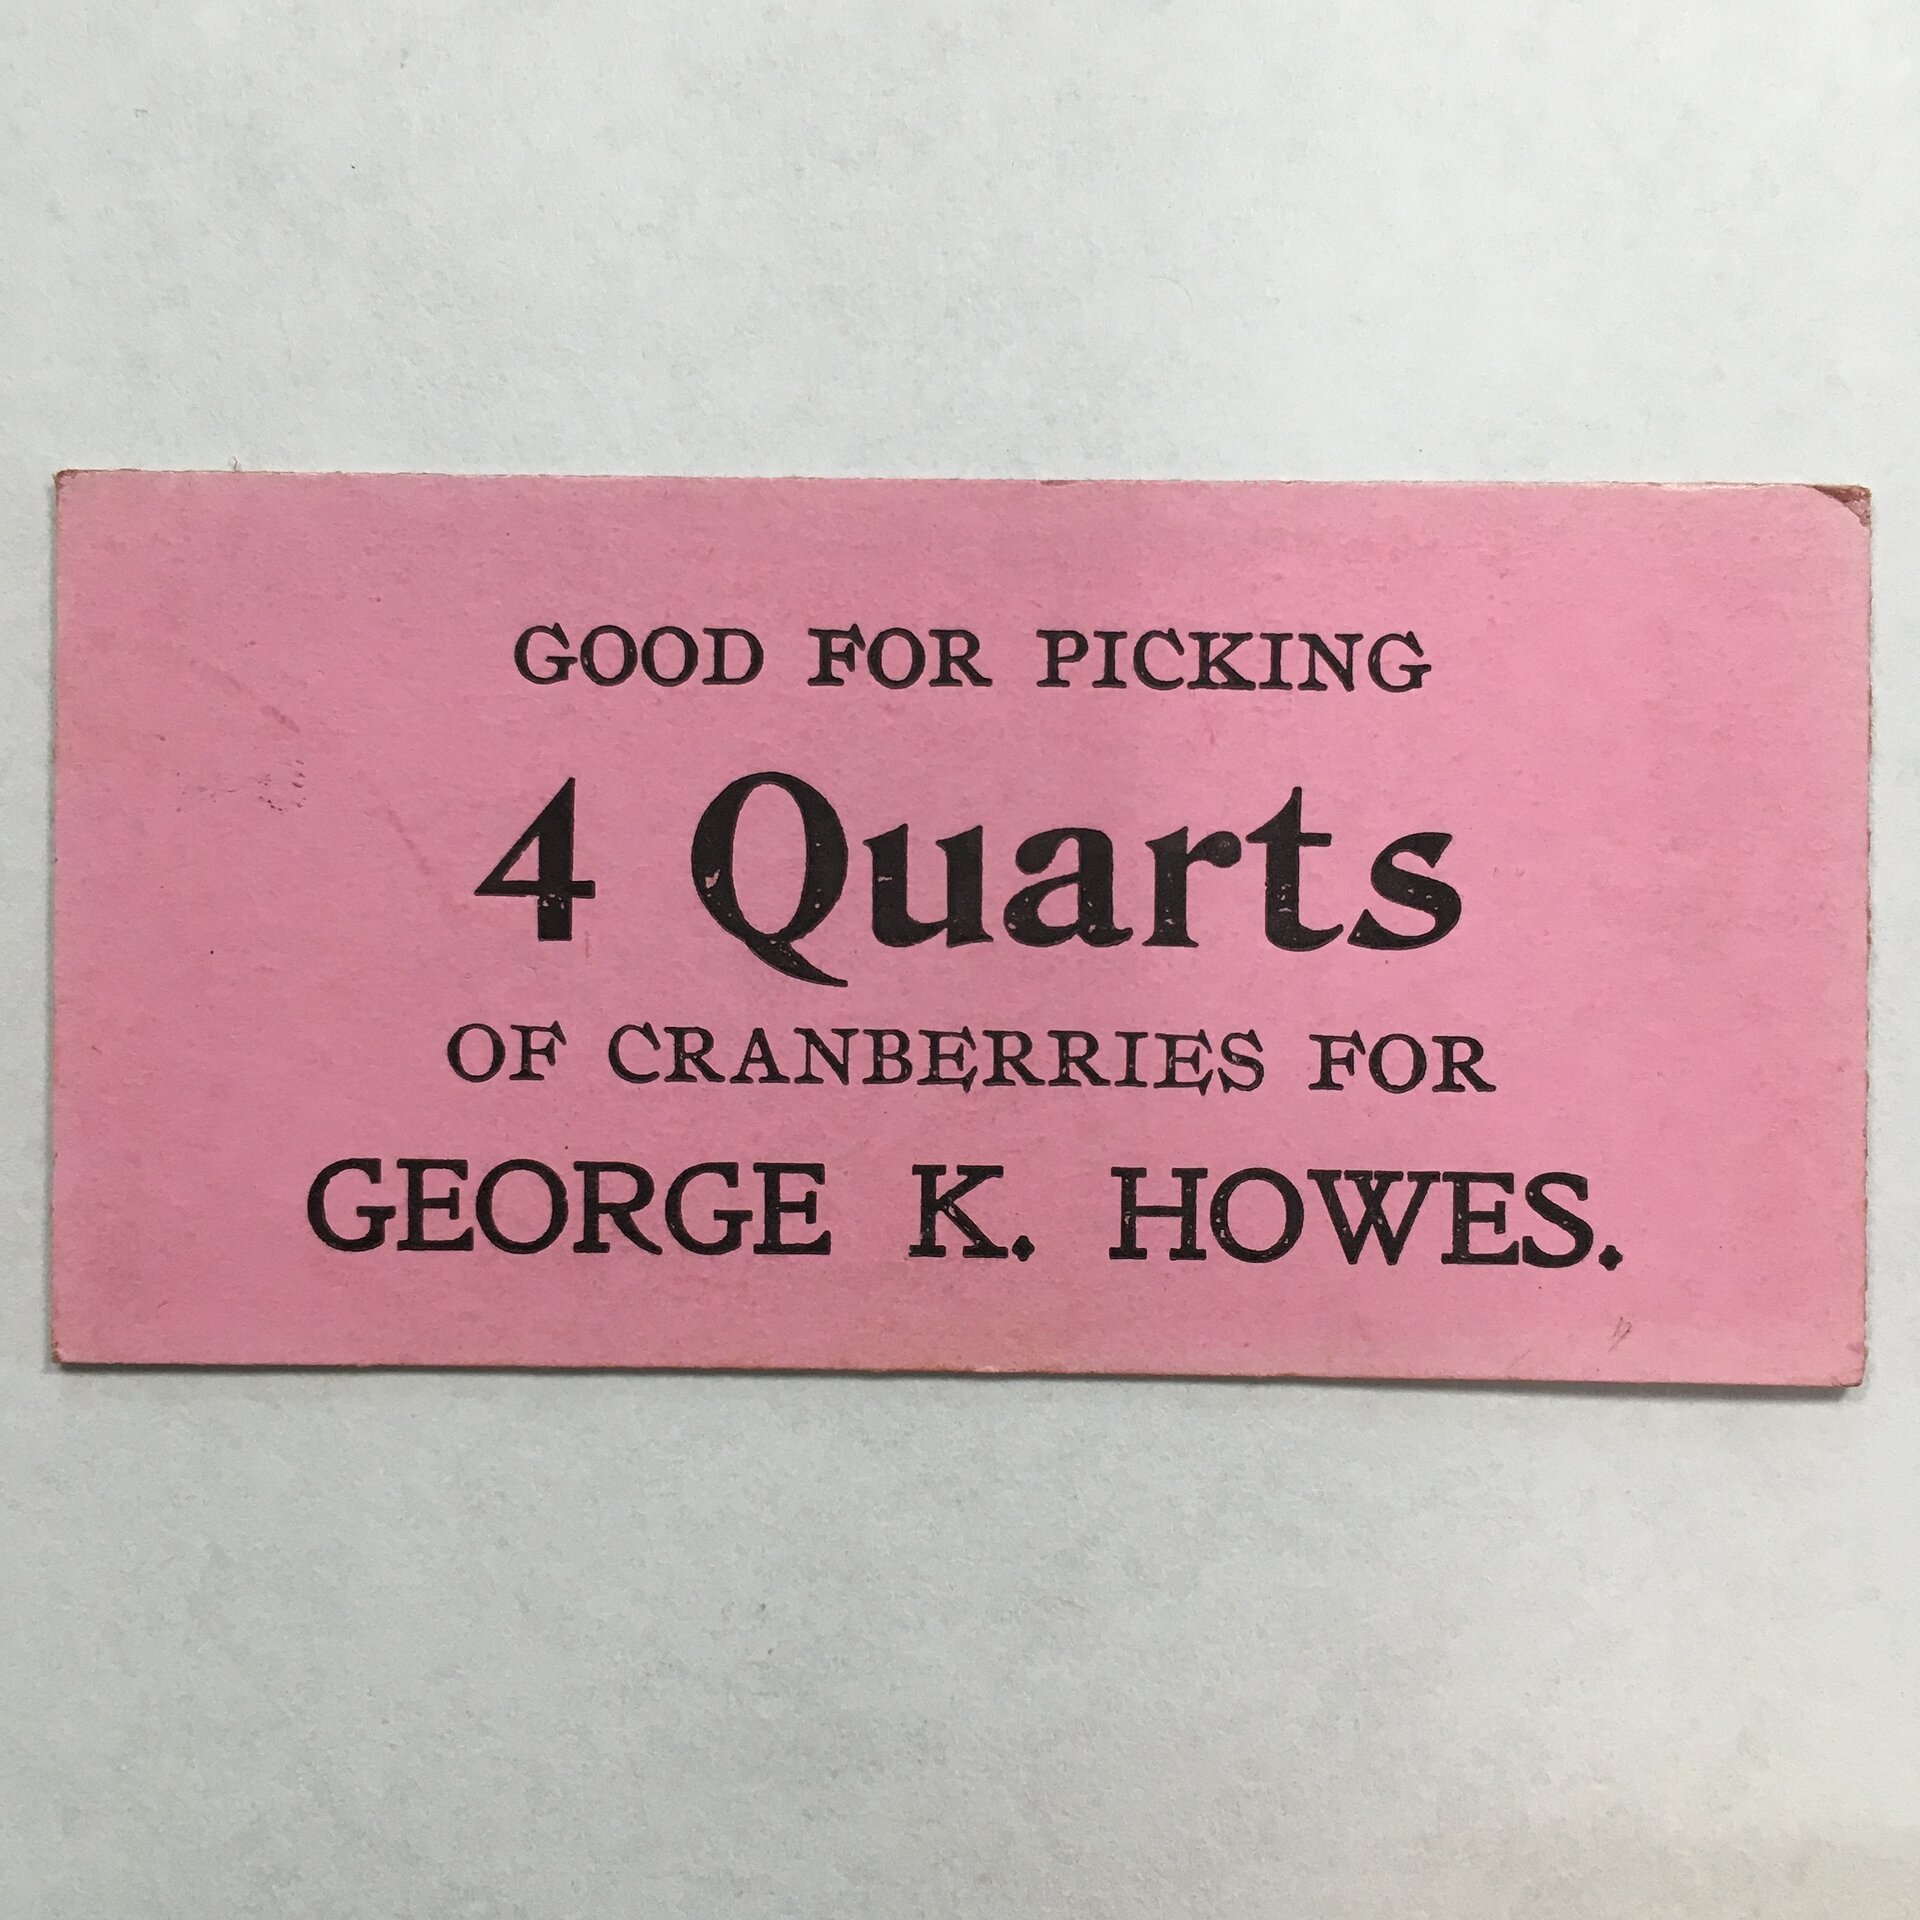 GOOD FOR PICKING
4 Quarts
OF CRANBERRIES FOR
GEORGE K. HOWES.